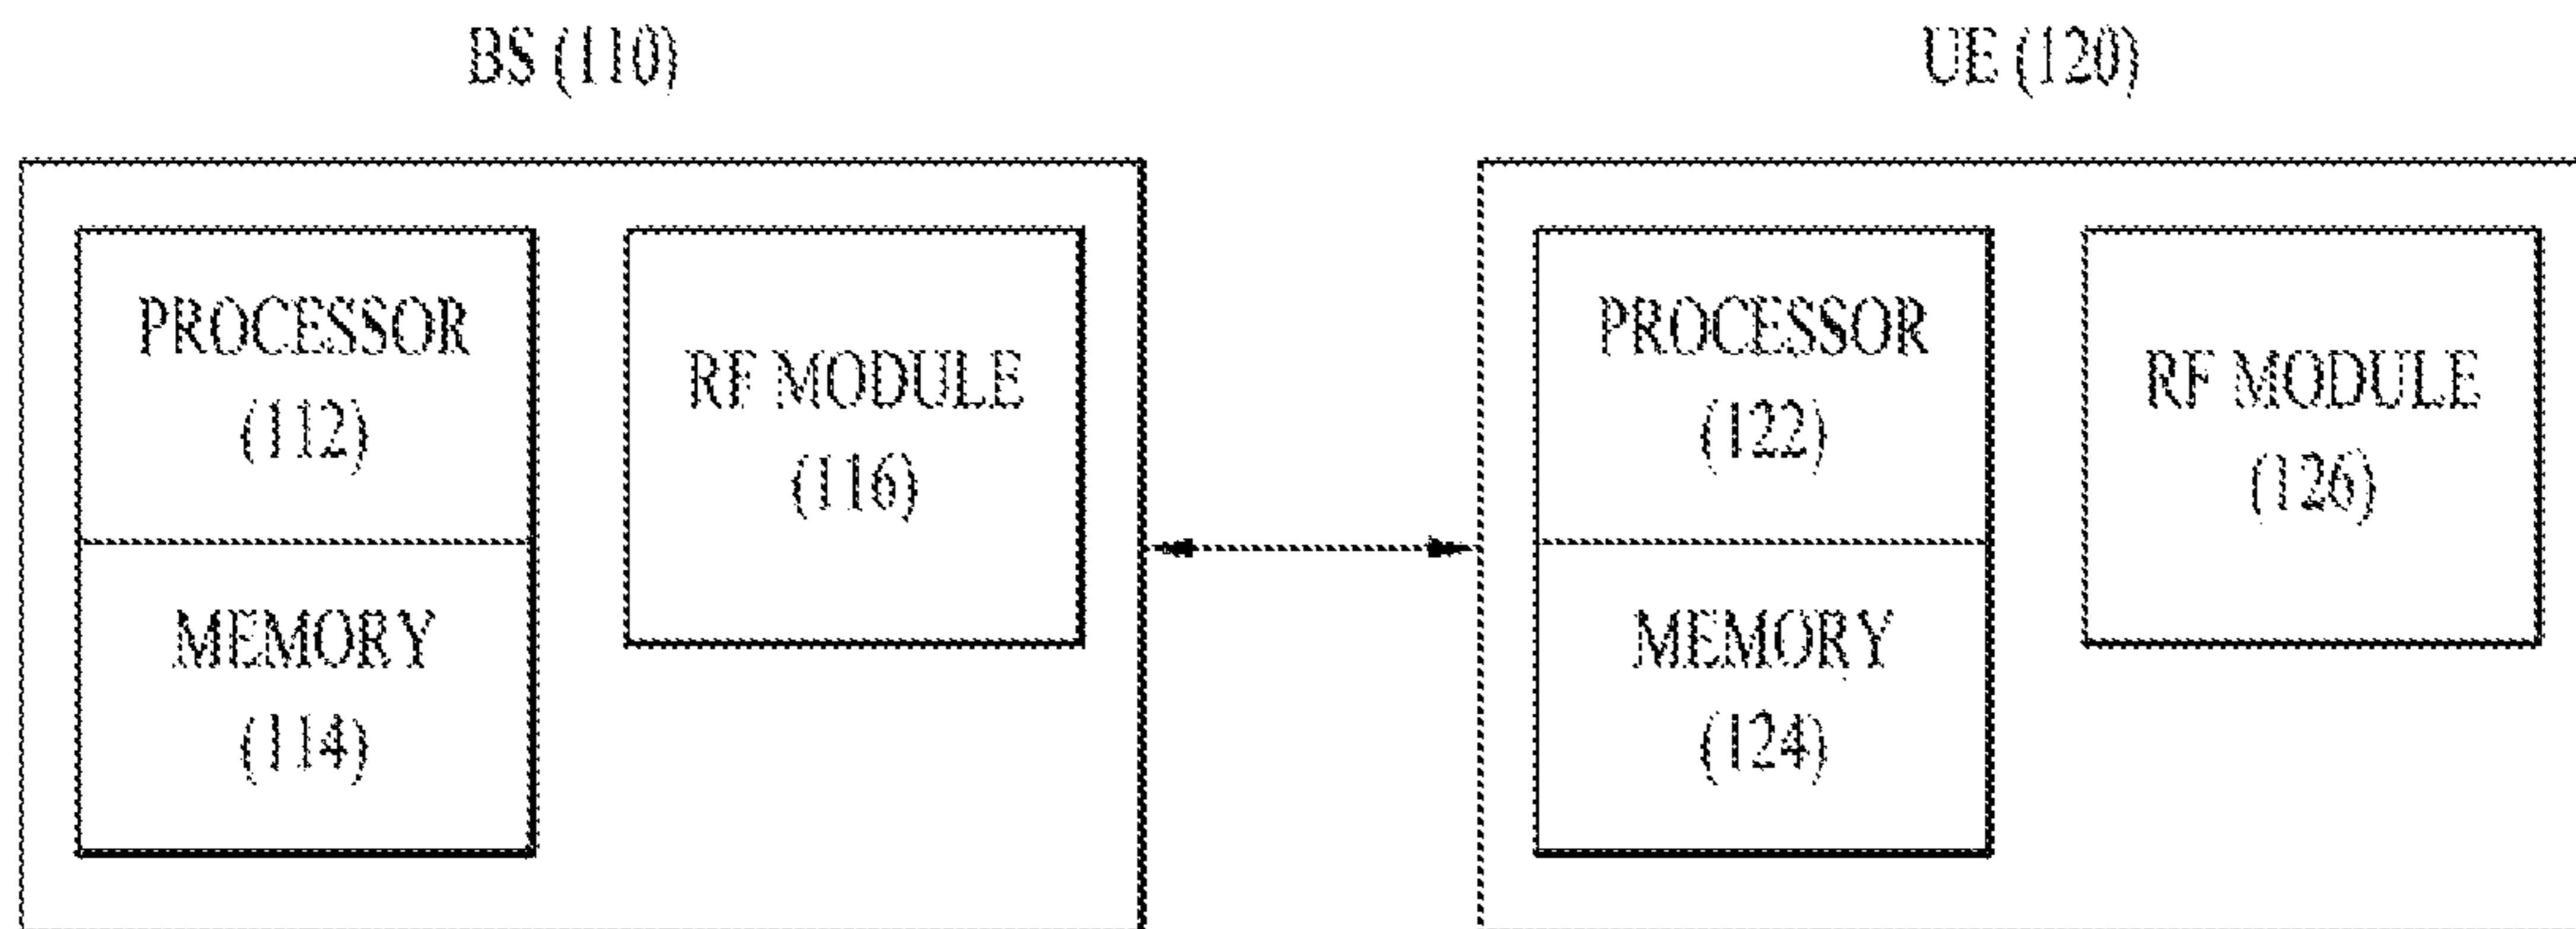 BS (110)
PROCESSOR
(112)
MEMORY
(114)
RF MODULE
(116)
UE (120)
PROCESSOR
(122)
MEMORY
(124)
RF MODULE
(126)